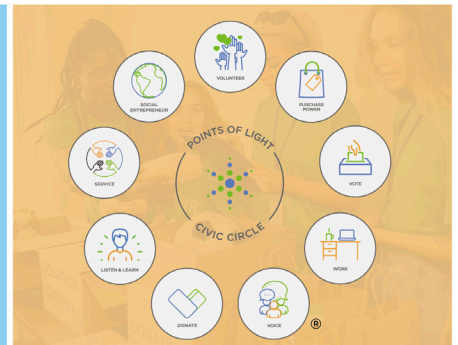 VOLUNTEER
PURCHASE
POWER
VOTE
WORK
VOICE
®
DONATE
LISTEN & LEARN
SERVICE
SOCIAL
ENTREPRENEUR
POINTS OF LIGHT
CIVIC CIRCLE